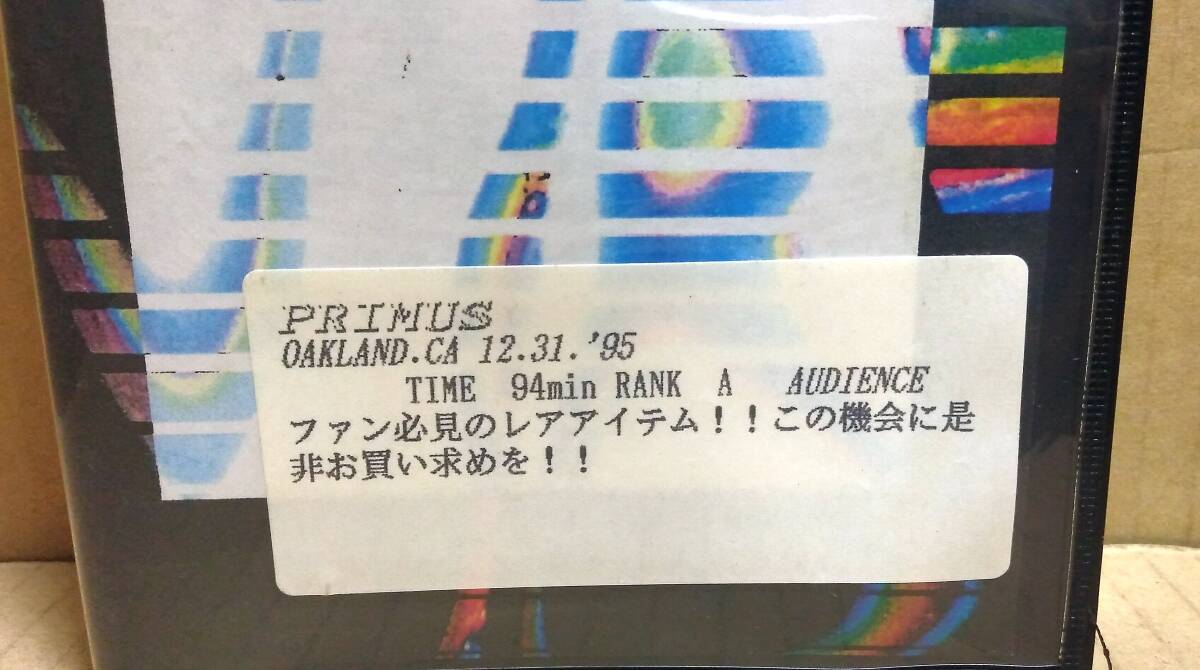 PRIMUS
OAKLAND.CA 12.31.'95
TIME 94min RANK A AUDIENCE
ファン必見のレアアイテム！！この機会に是
非お買い求めを！！